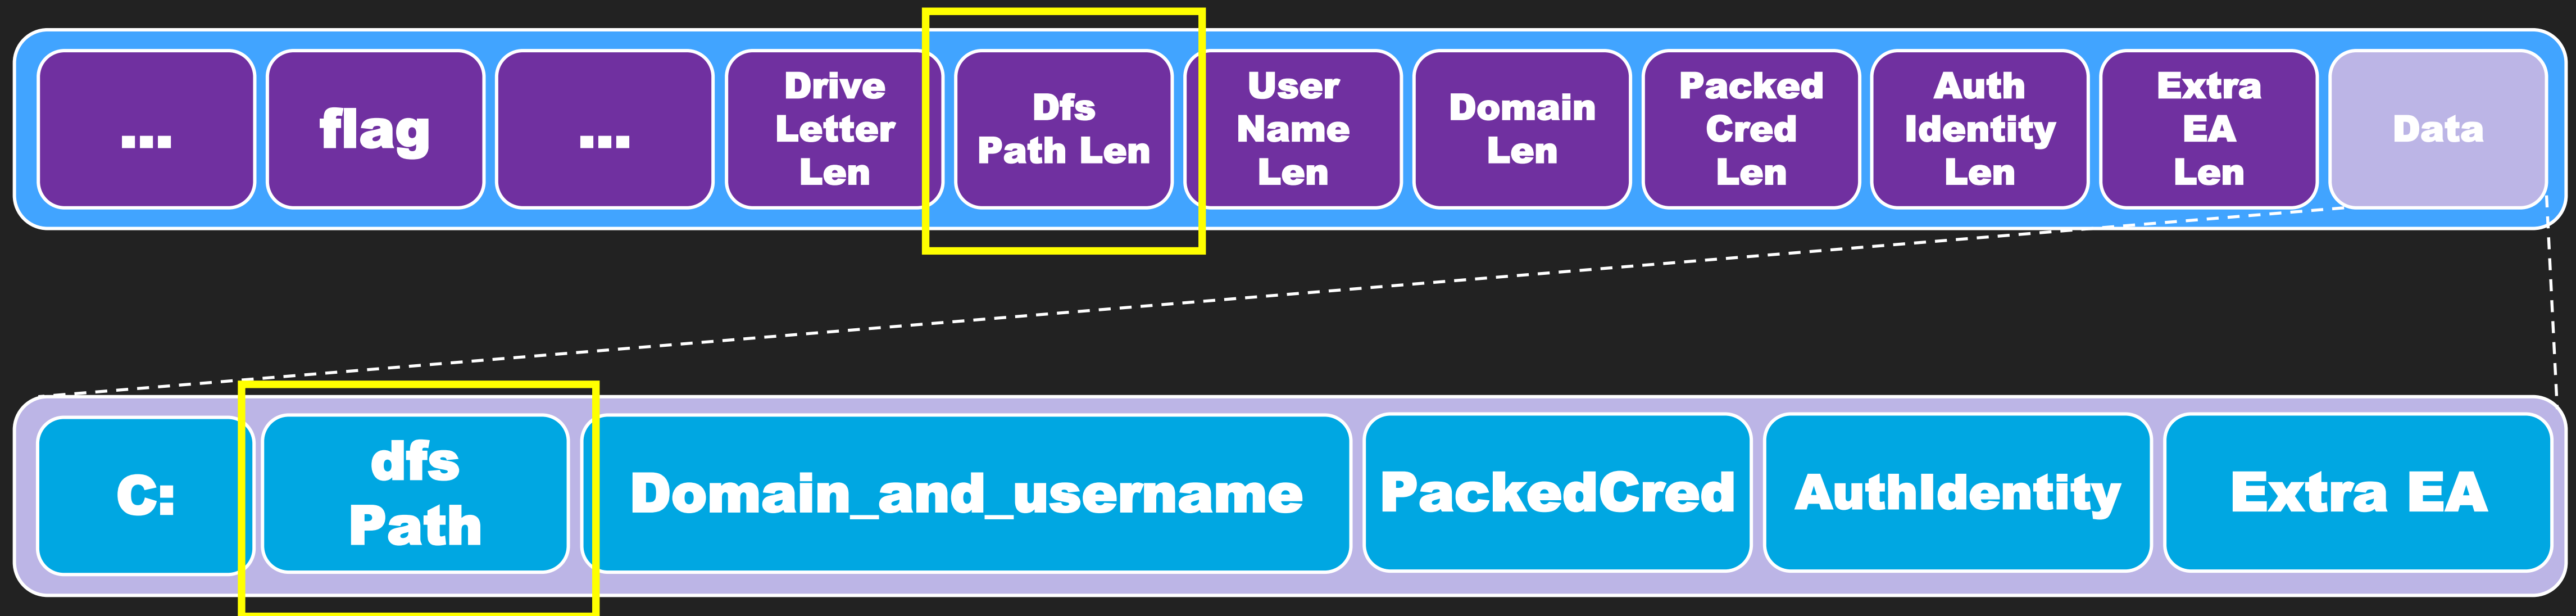 ...
flag
...
Drive
Letter
Len
Dfs
Path Len
User
Name
Len
Domain
Len
Packed
Cred
Len
Auth
Identity
Len
Extra
EA
Len
Data
C:
dfs
Path
Domain_and_username
PackedCred
AuthIdentity
Extra EA